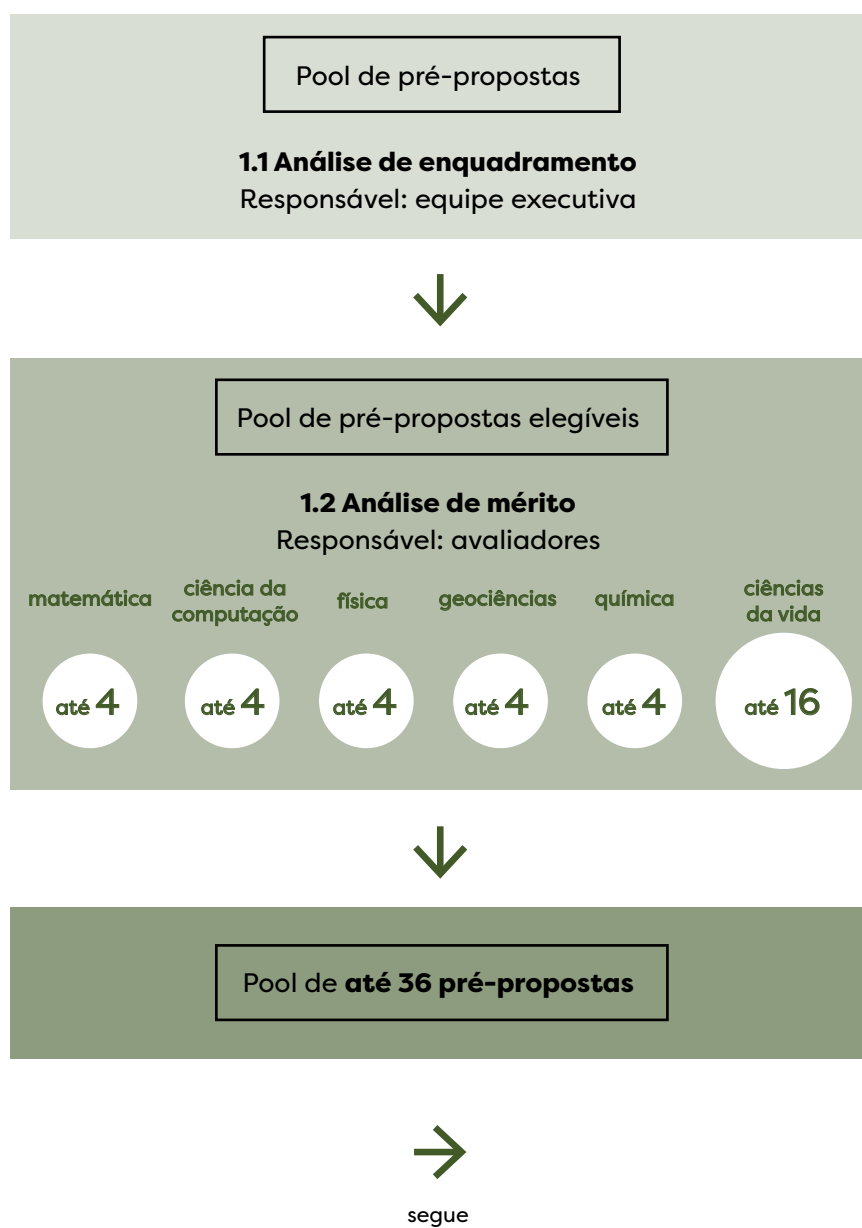 Pool de pré-propostas
1.1 Análise de enquadramento
Responsável: equipe executiva
Pool de pré-propostas elegíveis
1.2 Análise de mérito
Responsável: avaliadores
matemática
ciência da
computação
física
geociências
química
ciências
da vida
até 4
até 4
até 4
até 4
até 4
até 16
Pool de até 36 pré-propostas
segue